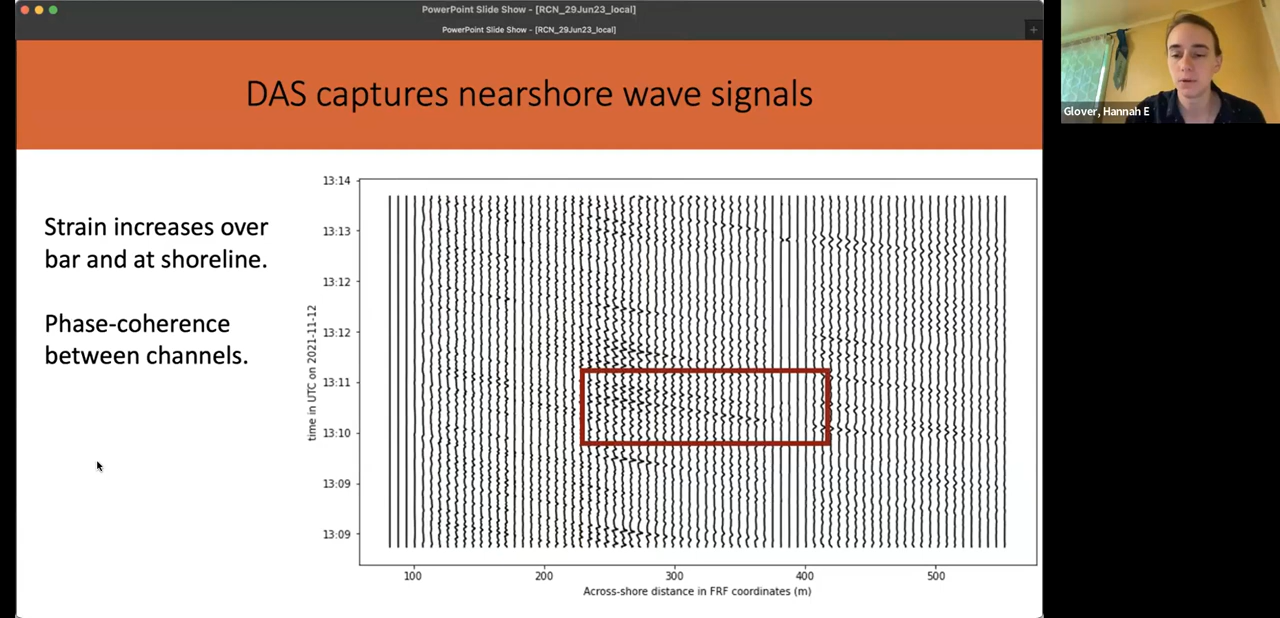 PowerPoint Slide Show - [RCN_29Jun23_local]
PowerPoint Slide Show - [RCN_29Jun23_local]
+
DAS captures nearshore wave signals
Glover, Hannah E
Strain increases over
bar and at shoreline.
Phase-coherence
between channels.
time in UTC on 2021-11-12
13:14
13:13
13:12
13:12
13:11
13:10
13:09
13:09
100 200 300 400 500
Across-shore distance in FRF coordinates (m)